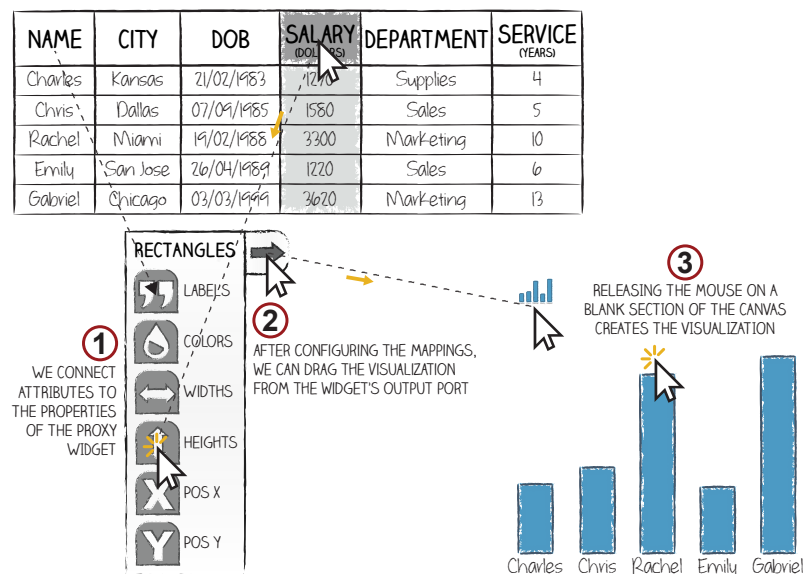 NAME CITY DOB SALARY DEPARTMENT SERVICE
(YEARS)
Charles Kansas 21/02/1983 Supplies 4
Chris Dallas 07/09/1985 1580 Sales 5
Rachel Miami 19/02/1988 3300 Marketing 10
Emily San Jose 26/04/1989 1220 Sales 6
Gabriel Chicago 03/03/1999 3620 Marketing 13
RECTANGLES
LABELS
COLORS
WIDTHS
HEIGHTS
POS X
POS Y
1
WE CONNECT
ATTRIBUTES TO
THE PROPERTIES
OF THE PROXY
WIDGET
2
AFTER CONFIGURING THE MAPPINGS,
WE CAN DRAG THE VISUALIZATION
FROM THE WIDGET'S OUTPUT PORT
3
RELEASING THE MOUSE ON A
BLANK SECTION OF THE CANVAS
CREATES THE VISUALIZATION
Charles Chris Rachel Emily Gabriel